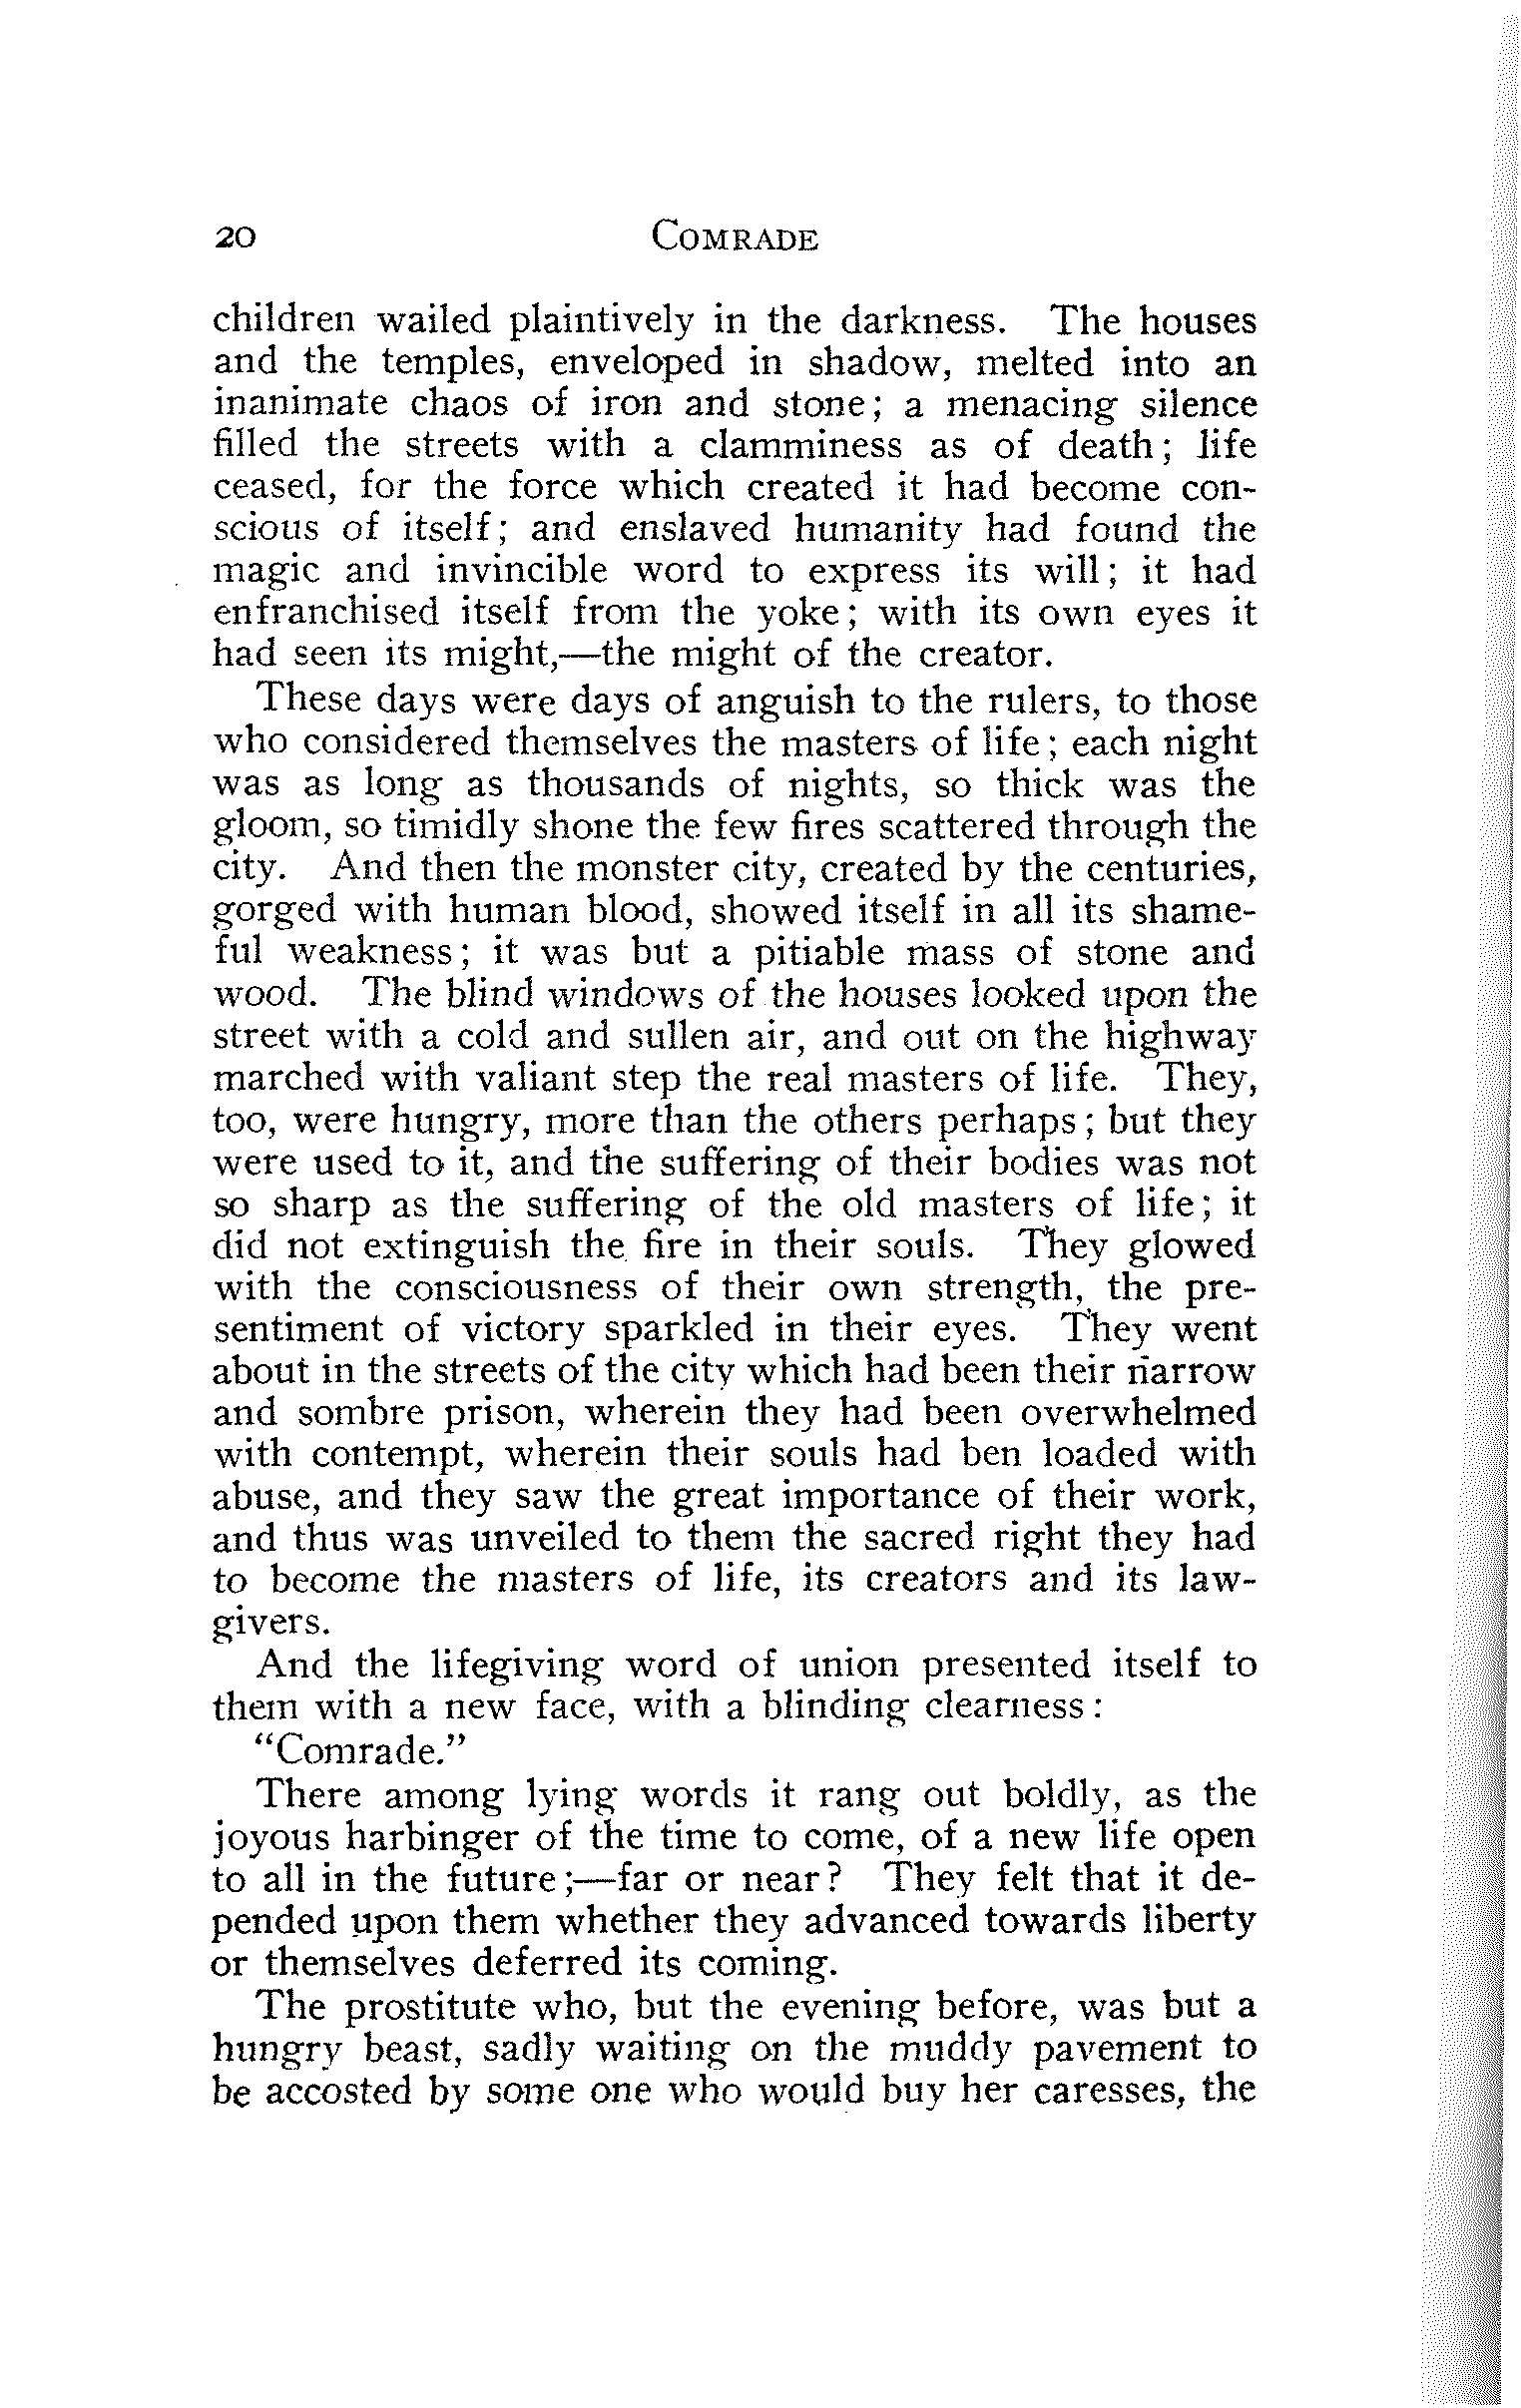 20 COMRADE
children wailed plaintively in the darkness. The houses
and the temples, enveloped in shadow, melted into an
inanimate chaos of iron and stone; a menacing silence
filled the streets with a clamminess as of death; life
ceased, for the force which created it had become con-
scious of itself; and enslaved humanity had found the
magic and invincible word to express its will; it had
enfranchised itself from the yoke; with its own eyes it
had seen its might,—the might of the creator.
These days were days of anguish to the rulers, to those
who considered themselves the masters of life; each night
was as long as thousands of nights, so thick was the
gloom, so timidly shone the few fires scattered through the
city. And then the monster city, created by the centuries,
gorged with human blood, showed itself in all its shame-
ful weakness; it was but a pitiable mass of stone and
wood. The blind windows of the houses looked upon the
street with a cold and sullen air, and out on the highway
marched with valiant step the real masters of life. They,
too, were hungry, more than the others perhaps; but they
were used to it, and the suffering of their bodies was not
so sharp as the suffering of the old masters of life; it
did not extinguish the fire in their souls. They glowed
with the consciousness of their own strength, the pre-
sentiment of victory sparkled in their eyes. They went
about in the streets of the city which had been their narrow
and sombre prison, wherein they had been overwhelmed
with contempt, wherein their souls had ben loaded with
abuse, and they saw the great importance of their work,
and thus was unveiled to them the sacred right they had
to become the masters of life, its creators and its law-
givers.
And the lifegiving word of union presented itself to
them with a new face, with a blinding clearness:
"Comrade."
There among lying words it rang out boldly, as the
joyous harbinger of the time to come, of a new life open
to all in the future;—far or near? They felt that it de-
pended upon them whether they advanced towards liberty
or themselves deferred its coming.
The prostitute who, but the evening before, was but a
hungry beast, sadly waiting on the muddy pavement to
be accosted by some one who would buy her caresses, the